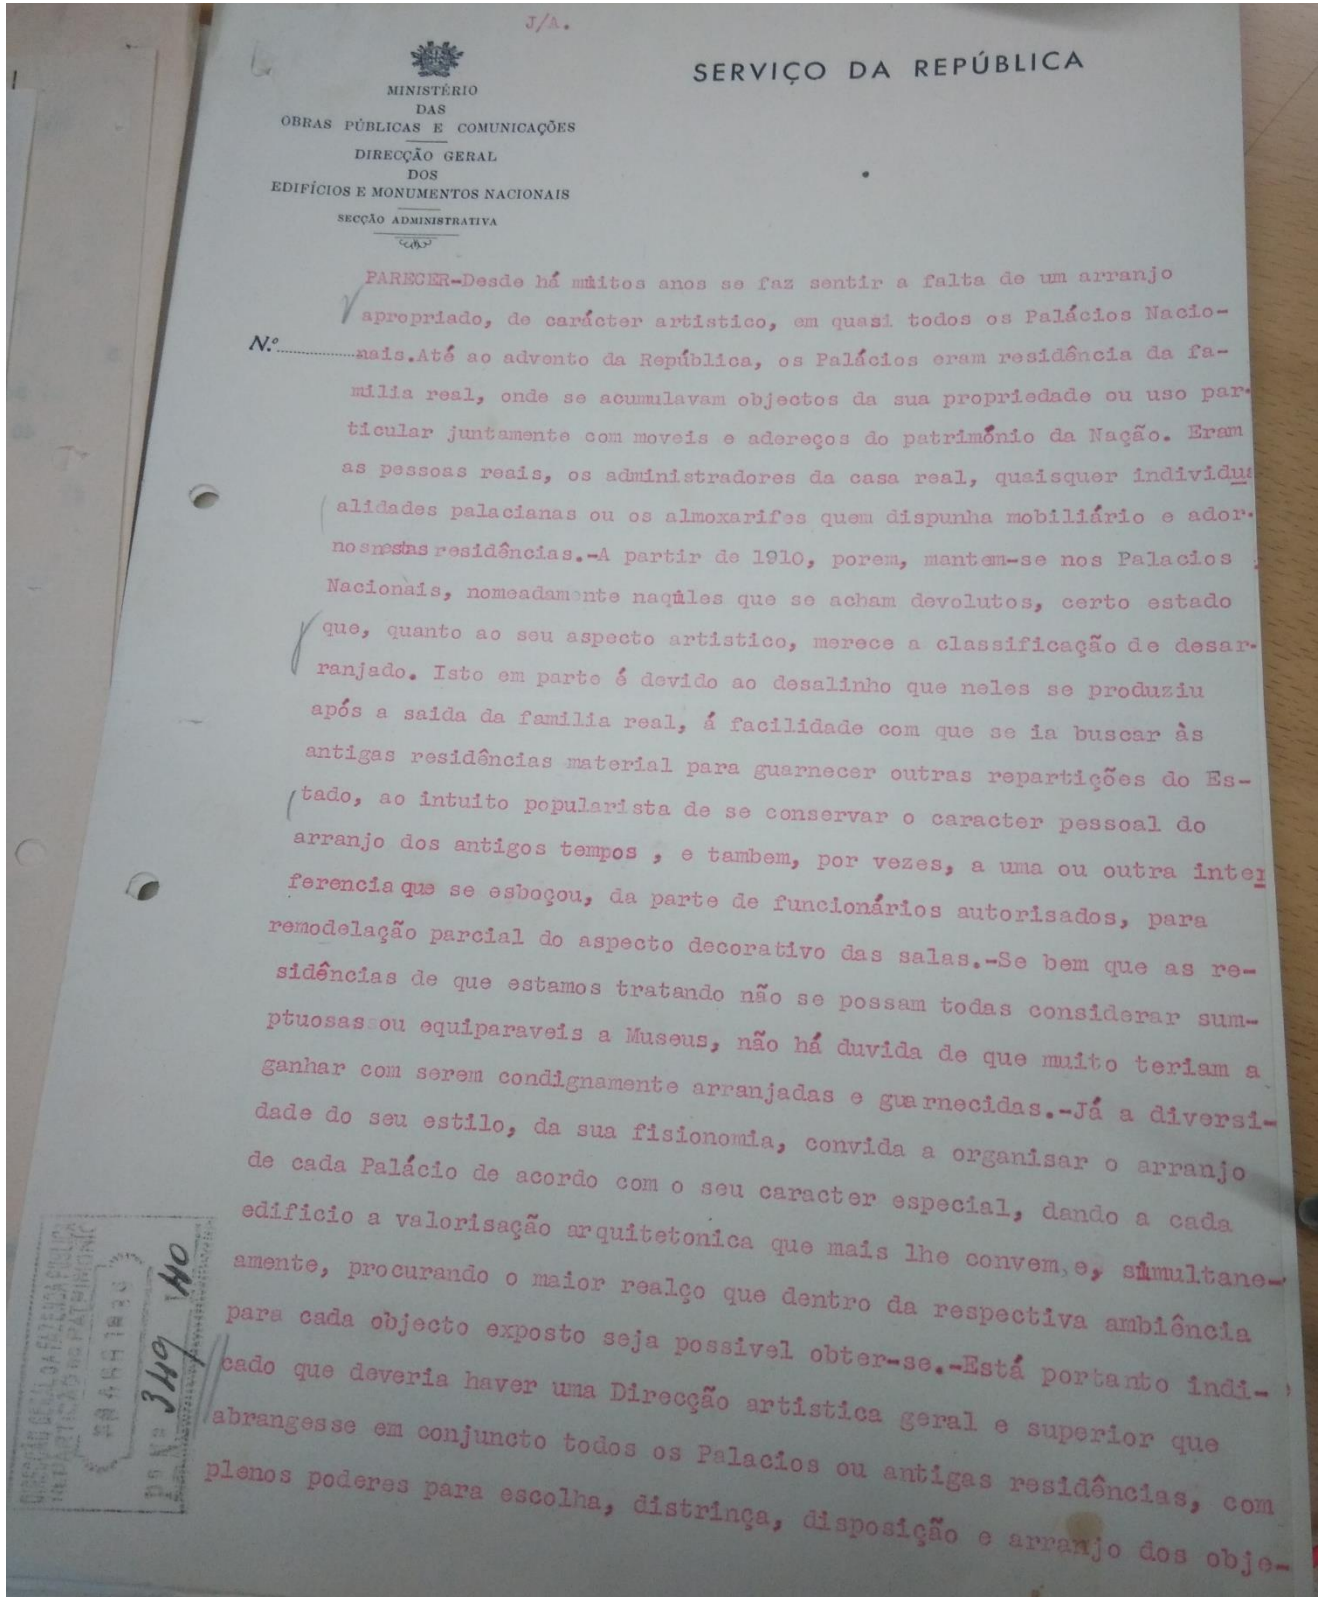 J/A.
MINISTÉRIO
DAS
OBRAS PÚBLICAS E COMUNICAÇÕES
DIRECÇÃO GERAL
DOS
EDIFÍCIOS E MONUMENTOS NACIONAIS
SECÇÃO ADMINISTRATIVA
SERVIÇO DA REPÚBLICA
PARECER-Desde há muitos anos se faz sentir a falta de um arranjo
apropriado, de carácter artistico, em quasi todos os Palácios Nacio-
N.º
nais.Até ao advento da República, os Palácios eram residência da fa-
milia real, onde se acumulavam objectos da sua propriedade ou uso par-
ticular juntamente com moveis e adereços do património da Nação. Eram
as pessoas reais, os administradores da casa real, quaisquer individu
alidades palacianas ou os almoxarifes quem dispunha mobiliário e ador-
nos nestas residências.-A partir de 1910, porem, mantem-se nos Palacios
Nacionais, nomeadamente naqueles que se acham devolutos, certo estado
que, quanto ao seu aspecto artistico, merece a classificação de desar-
ranjado. Isto em parte é devido ao desalinho que neles se produziu
após a saida da familia real, á facilidade com que se ia buscar às
antigas residências material para guarnecer outras repartições do Es-
tado, ao intuito popularista de se conservar o caracter pessoal do
arranjo dos antigos tempos , e tambem, por vezes, a uma ou outra inter
ferencia que se esboçou, da parte de funcionários autorisados, para
remodelação parcial do aspecto decorativo das salas.-Se bem que as re-
sidências de que estamos tratando não se possam todas considerar sum-
ptuosas ou equiparaveis a Museus, não há duvida de que muito teriam a
ganhar com serem condignamente arranjadas e guarnecidas.-Já a diversi-
dade do seu estilo, da sua fisionomia, convida a organisar o arranjo
de cada Palácio de acordo com o seu caracter especial, dando a cada
edificio a valorisação arquitetonica que mais lhe convem, e, simultane-
amente, procurando o maior realço que dentro da respectiva ambiência
para cada objecto exposto seja possivel obter-se.-Está portanto indi-
cado que deveria haver uma Direcção artistica geral e superior que
abrangesse em conjuncto todos os Palacios ou antigas residências, com
plenos poderes para escolha, distrinça, disposição e arranjo dos obje-
DIRECÇÃO GERAL DA FAZENDA PÚBLICA
REPARTIÇÃO DO PATRIMÓNIO
Pº Nº 349 140